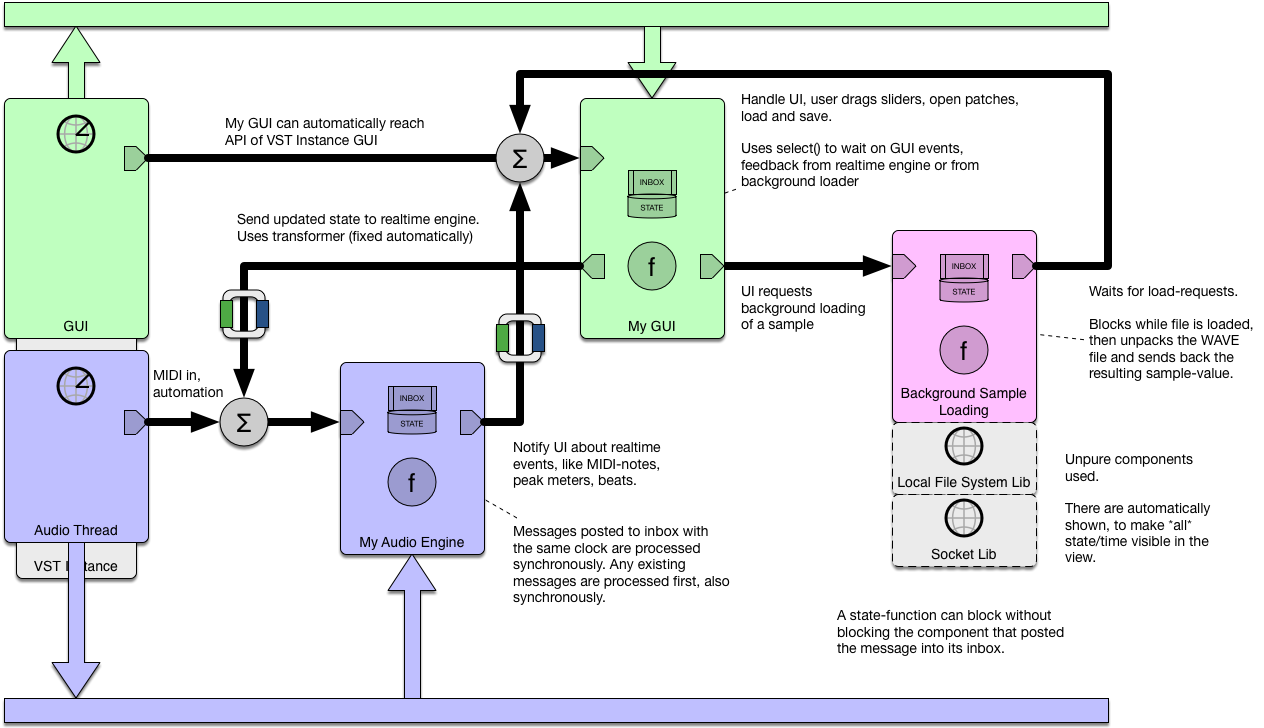 My GUI can automatically reach
API of VST Instance GUI
Σ
Handle UI, user drags sliders, open patches,
load and save.
Uses select() to wait on GUI events,
feedback from realtime engine or from
background loader
INBOX
STATE
f
My GUI
GUI
Send updated state to realtime engine.
Uses transformer (fixed automatically)
UI requests
background loading
of a sample
INBOX
STATE
f
Background Sample
Loading
Local File System Lib
Socket Lib
Waits for load-requests.
Blocks while file is loaded,
then unpacks the WAVE
file and sends back the
resulting sample-value.
Unpure components
used.
There are automatically
shown, to make *all*
state/time visible in the
view.
MIDI in,
automation
Σ
Audio Thread
VST
INBOX
STATE
f
My Audio Engine
Notify UI about realtime
events, like MIDI-notes,
peak meters, beats.
Messages posted to inbox with
the same clock are processed
synchronously. Any existing
messages are processed first, also
synchronously.
A state-function can block without
blocking the component that posted
the message into its inbox.